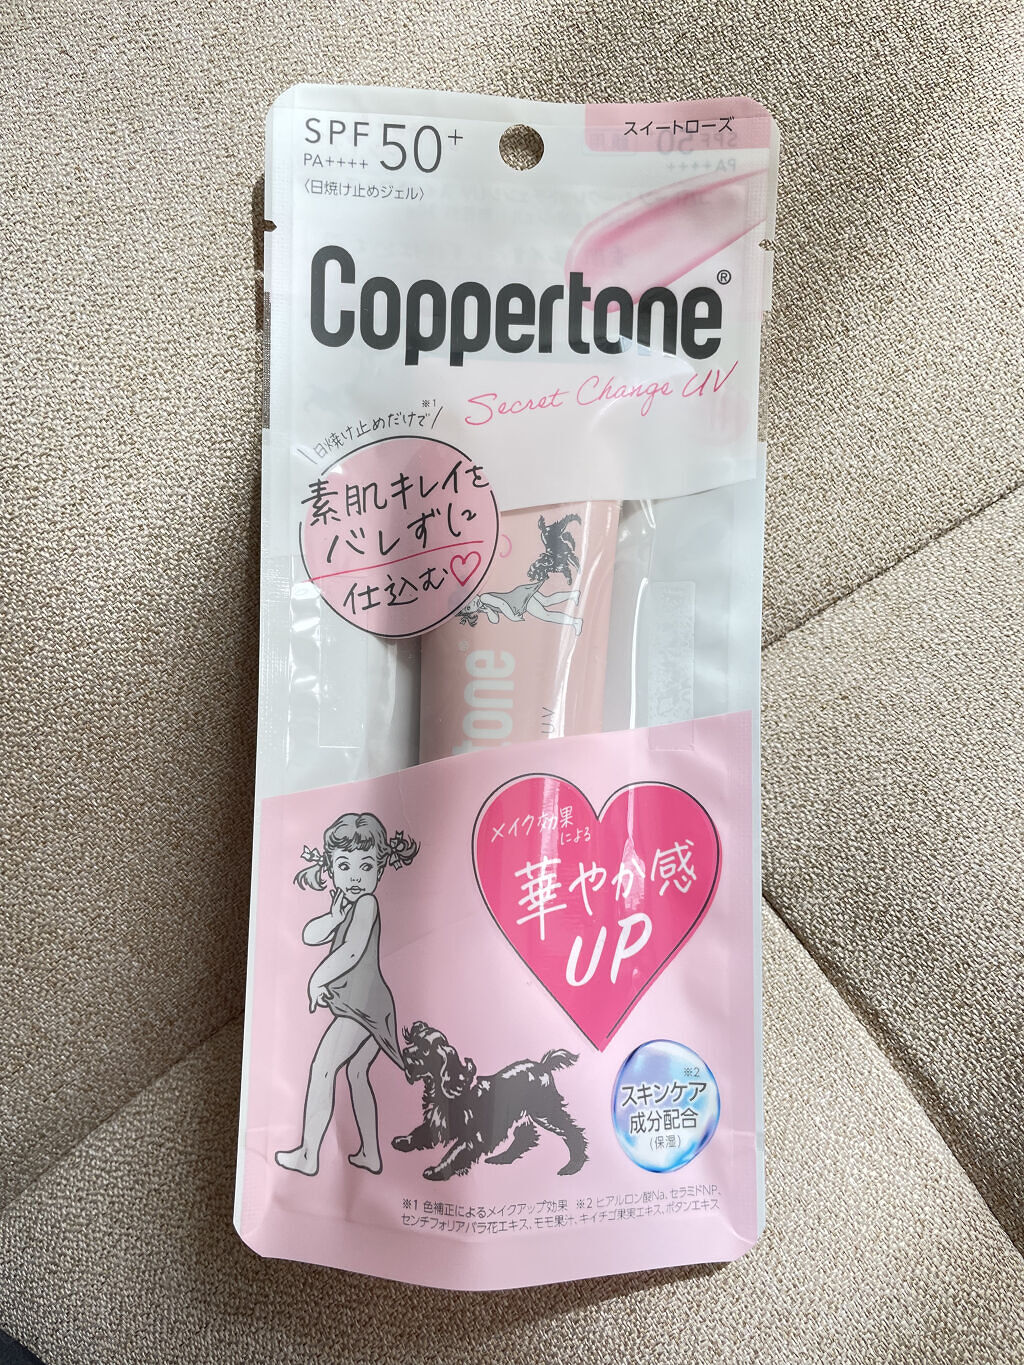 SPF 50+
PA++++
〈日焼け止めジェル〉
スイートローズ
Coppertone®
Secret Change UV
\日焼け止めだけで※1/
素肌キレイを
バレずに
仕込む♡
tone
UV
メイク効果
による
華やか感
UP
※2
スキンケア
成分配合
(保湿)
※1 色補正によるメイクアップ効果 ※2 ヒアルロン酸Na、セラミドNP、
センチフォリアバラ花エキス、モモ果汁、キイチゴ果実エキス、ボタンエキス